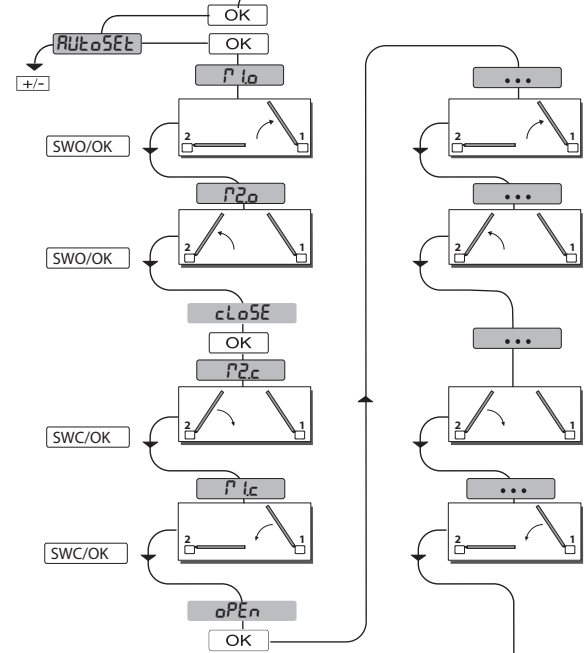 OK
AUtoSEt
OK
+/-
M1.o
2
1
SWO/OK
M2.o
2
1
SWO/OK
cLoSE
OK
M2.c
2
1
SWC/OK
M1.c
2
1
SWC/OK
oPEn
OK
...
2
1
...
2
1
...
2
1
...
2
1